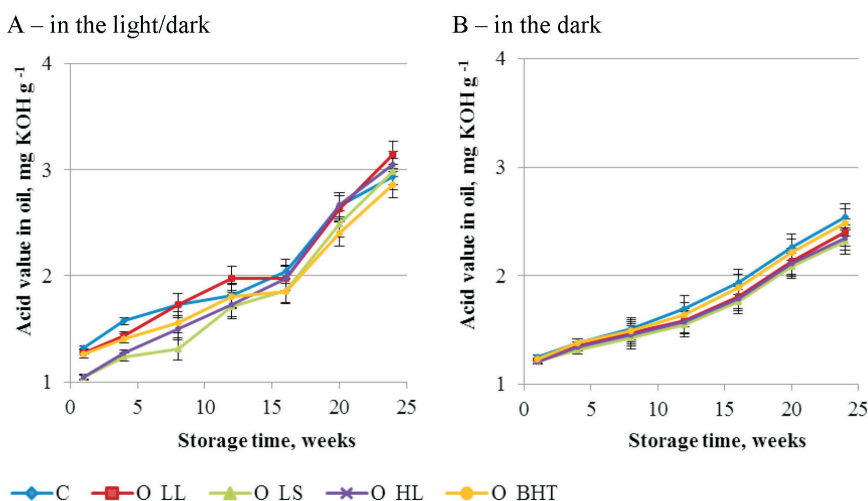 A – in the light/dark
B – in the dark
Acid value in oil, mg KOH g -1
4
3
2
1
0 5 10 15 20 25
Storage time, weeks
Acid value in oil, mg KOH g -1
4
3
2
1
0 5 10 15 20 25
Storage time, weeks
C O_LL O_LS O_HL O_BHT